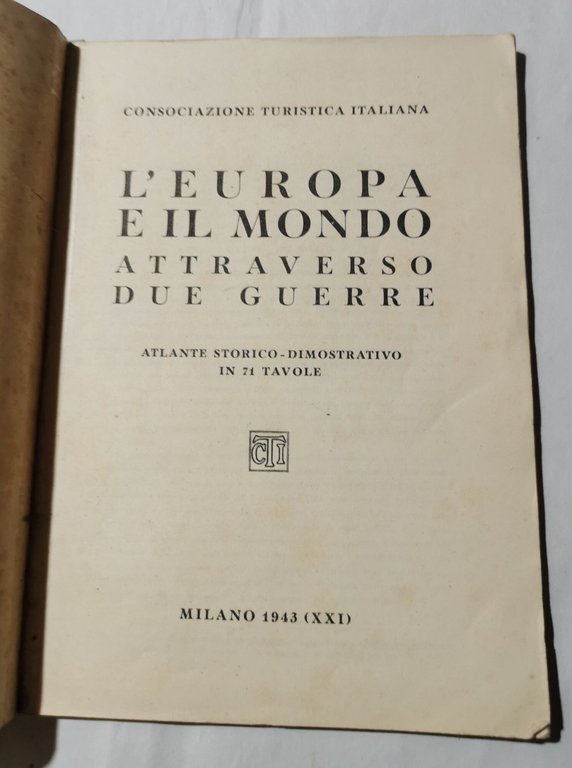 CONSOCIAZIONE TURISTICA ITALIANA
L'EUROPA
E IL MONDO
ATTRAVERSO
DUE GUERRE
ATLANTE STORICO-DIMOSTRATIVO
IN 71 TAVOLE
CTI
MILANO 1943 (XXI)